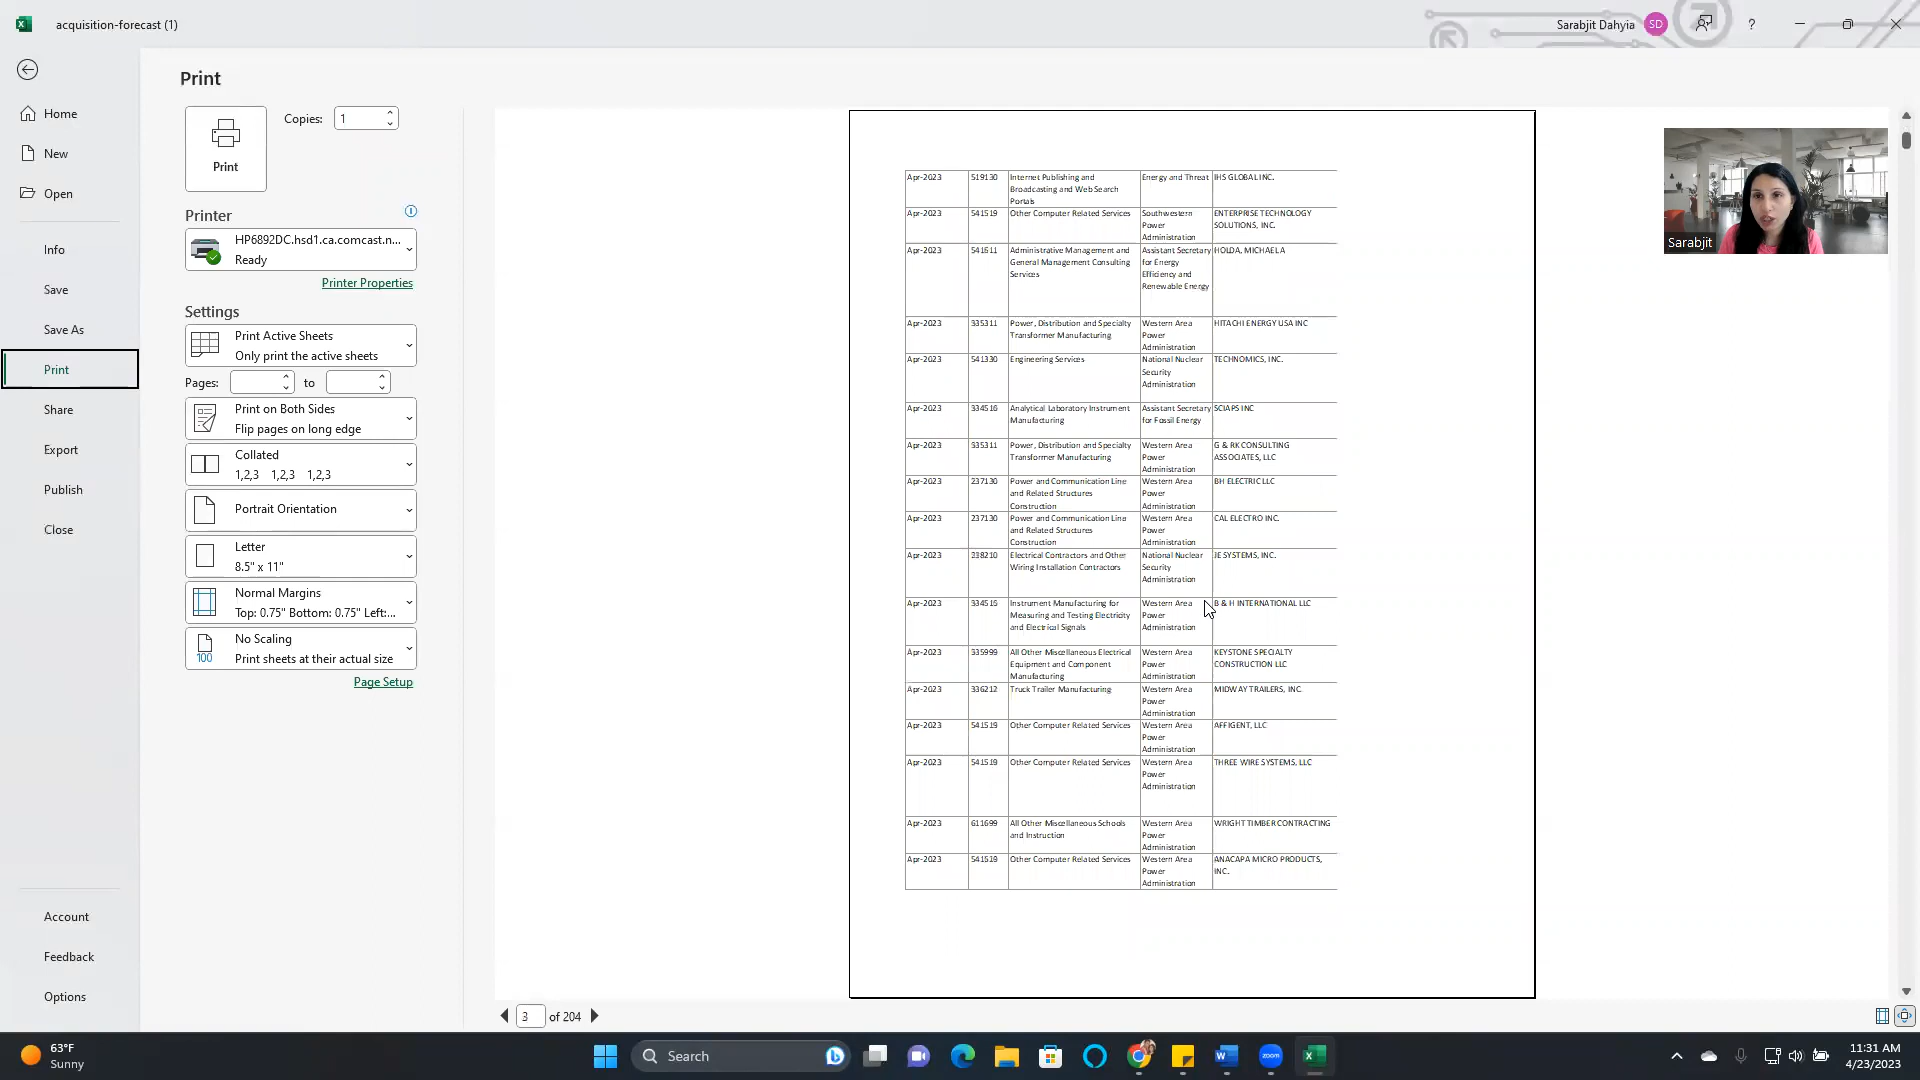 acquisition-forecast (1)
Sarabjit Dahyia
SD
?
Print
Home
New
Open
Info
Save
Save As
Print
Share
Export
Publish
Close
Account
Feedback
Options
Print
Copies:
1
Printer
HP6892DC.hsd1.ca.comcast.n...
Ready
Printer Properties
Settings
Print Active Sheets
Only print the active sheets
Pages:
to
Print on Both Sides
Flip pages on long edge
Collated
1,2,3 1,2,3 1,2,3
Portrait Orientation
Letter
8.5" x 11"
Normal Margins
Top: 0.75" Bottom: 0.75" Left:...
100
No Scaling
Print sheets at their actual size
Page Setup
Apr-2023 519130 Internet Publishing and Energy and Threat IHS GLOBAL INC.
Broadcasting and Web Search
Portals
Apr-2023 541519 Other Computer Related Services Southwestern ENTERPRISE TECHNOLOGY
Power SOLUTIONS, INC.
Administration
Apr-2023 541611 Administrative Management and Assistant Secretary HOLDA, MICHAELA
General Management Consulting for Energy
Services Efficiency and
Renewable Energy
Apr-2023 335311 Power, Distribution and Specialty Western Area HITACHI ENERGY USA INC
Transformer Manufacturing Power
Administration
Apr-2023 541330 Engineering Services National Nuclear TECHNOMICS, INC.
Security
Administration
Apr-2023 334516 Analytical Laboratory Instrument Assistant Secretary SCIAPS INC
Manufacturing for Fossil Energy
Apr-2023 335311 Power, Distribution and Specialty Western Area G & RK CONSULTING
Transformer Manufacturing Power ASSOCIATES, LLC
Administration
Apr-2023 237130 Power and Communication Line Western Area BH ELECTRIC LLC
and Related Structures Power
Construction Administration
Apr-2023 237130 Power and Communication Line Western Area CAL ELECTRO INC.
and Related Structures Power
Construction Administration
Apr-2023 238210 Electrical Contractors and Other National Nuclear JE SYSTEMS, INC.
Wiring Installation Contractors Security
Administration
Apr-2023 334515 Instrument Manufacturing for Western Area B & H INTERNATIONAL LLC
Measuring and Testing Electricity Power
and Electrical Signals Administration
Apr-2023 335999 All Other Miscellaneous Electrical Western Area KEYSTONE SPECIALTY
Equipment and Component Power CONSTRUCTION LLC
Manufacturing Administration
Apr-2023 336212 Truck Trailer Manufacturing Western Area MIDWAY TRAILERS, INC.
Power
Administration
Apr-2023 541519 Other Computer Related Services Western Area AFFIGENT, LLC
Power
Administration
Apr-2023 541519 Other Computer Related Services Western Area THREE WIRE SYSTEMS, LLC
Power
Administration
Apr-2023 611699 All Other Miscellaneous Schools Western Area WRIGHT TIMBER CONTRACTING
and Instruction Power
Administration
Apr-2023 541519 Other Computer Related Services Western Area ANACAPA MICRO PRODUCTS,
Power INC.
Administration
Sarabjit
3 of 204
63°F
Sunny
Search
zoom
11:31 AM
4/23/2023